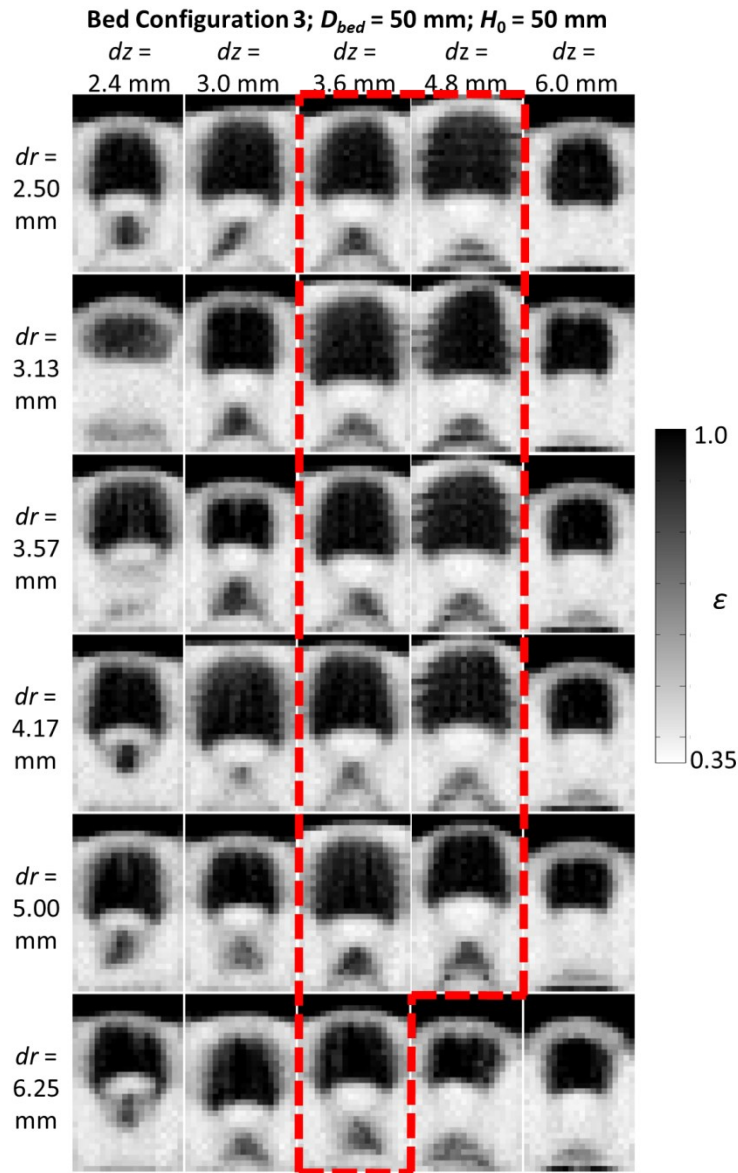 Bed Configuration 3; D_bed = 50 mm; H_0 = 50 mm
dz = dz = dz = dz = dz =
2.4 mm 3.0 mm 3.6 mm 4.8 mm 6.0 mm
dr =
2.50
mm
dr =
3.13
mm
dr =
3.57
mm
dr =
4.17
mm
dr =
5.00
mm
dr =
6.25
mm
1.0
ε
0.35